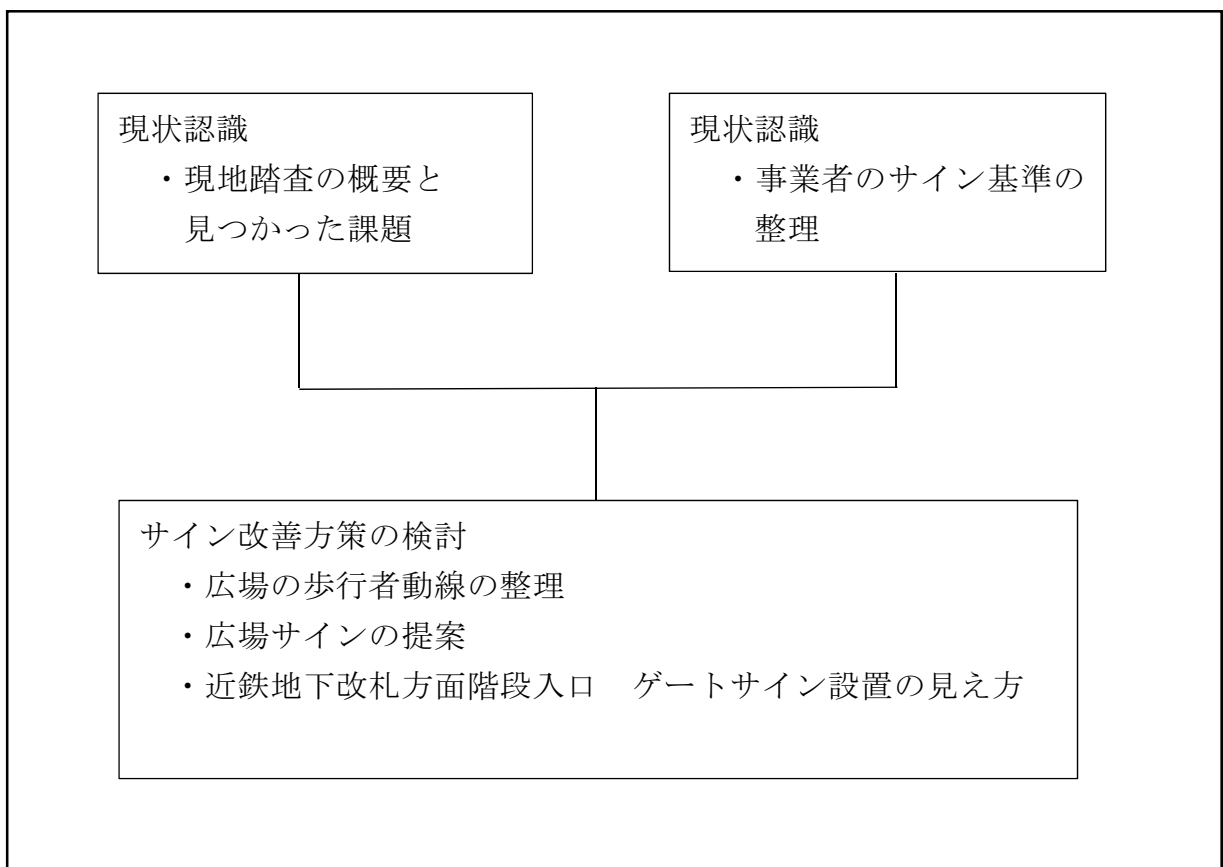 現状認識
・現地踏査の概要と
見つかった課題
現状認識
・事業者のサイン基準の
整理
サイン改善方策の検討
・広場の歩行者動線の整理
・広場サインの提案
・近鉄地下改札方面階段入口　ゲートサイン設置の見え方